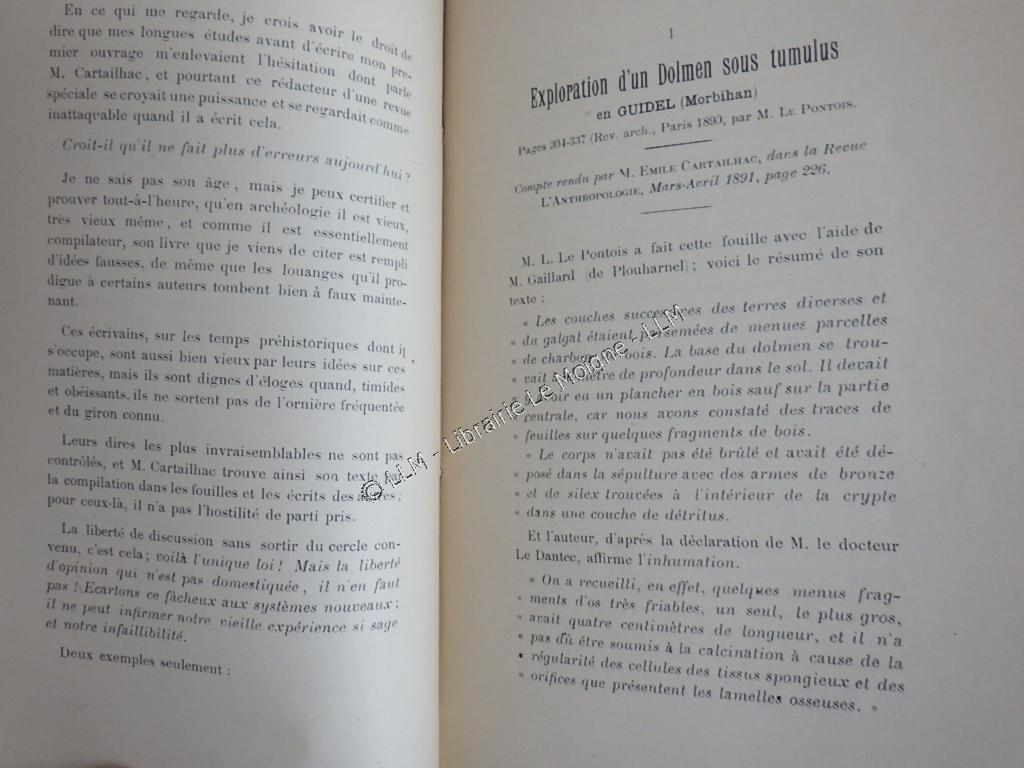 En ce qui me regarde, je crois avoir le droit de
dire que mes longues études avant d'écrire mon pre-
mier ouvrage m'enlevaient l'hésitation dont parle
M. Cartailhac, et pourtant ce rédacteur d'une revue
spéciale se croyait une puissance et se regardait comme
inattaquable quand il a écrit cela.
Croit-il qu'il ne fait plus d'erreurs aujourd'hui ?
Je ne sais pas son âge, mais je peux certifier et
prouver tout-à-l'heure, qu'en archéologie il est vieux,
très vieux même, et comme il est essentiellement
compilateur, son livre que je viens de citer est rempli
d'idées fausses, de même que les louanges qu'il pro-
digue à certains auteurs tombent bien à faux mainte-
nant.
Ces écrivains, sur les temps préhistoriques dont il
s'occupe, sont aussi bien vieux par leurs idées sur ces
matières, mais ils sont dignes d'éloges quand, timides
et obéissants, ils ne sortent pas de l'ornière fréquentée
et du giron connu.
Leurs dires les plus invraisemblables ne sont pas
contrôlés, et M. Cartailhac trouve ainsi son texte par
la compilation dans les fouilles et les écrits des autres ;
pour ceux-là, il n'a pas l'hostilité de parti pris.
La liberté de discussion sans sortir du cercle con-
venu, c'est cela ; voilà l'unique loi ! Mais la liberté
d'opinion qui n'est pas domestiquée, il n'en faut
pas ! Ecartons ce fâcheux aux systèmes nouveaux ;
il ne peut infirmer notre vieille expérience si sage
et notre infaillibilité.
Deux exemples seulement :
I
Exploration d'un Dolmen sous tumulus
en GUIDEL (Morbihan)
Pages 304-337 (Rev. arch., Paris 1890, par M. LE PONTOIS.
Compte rendu par M. EMILE CARTAILHAC, dans la Revue
L'ANTHROPOLOGIE, Mars-Avril 1891, page 226.
M. L. Le Pontois a fait cette fouille avec l'aide de
M. Gaillard (de Plouharnel) ; voici le résumé de son
texte :
« Les couches successives des terres diverses et
« du galgal étaient parsemées de menues parcelles
« de charbon de bois. La base du dolmen se trou-
« vait à un mètre de profondeur dans le sol. Il devait
« avoir eu un plancher en bois sauf sur la partie
« centrale, car nous avons constaté des traces de
« feuilles sur quelques fragments de bois.
« Le corps n'avait pas été brûlé et avait été dé-
« posé dans la sépulture avec des armes de bronze
« et de silex trouvées à l'intérieur de la crypte
« dans une couche de détritus.
Et l'auteur, d'après la déclaration de M. le docteur
Le Dantec, affirme l'inhumation.
« On a recueilli, en effet, quelques menus frag-
« ments d'os très friables, un seul, le plus gros,
« avait quatre centimètres de longueur, et il n'a
« pas dû être soumis à la calcination à cause de la
« régularité des cellules des tissus spongieux et des
« orifices que présentent les lamelles osseuses. »
© LLM - Librairie Le Moigne - LLM